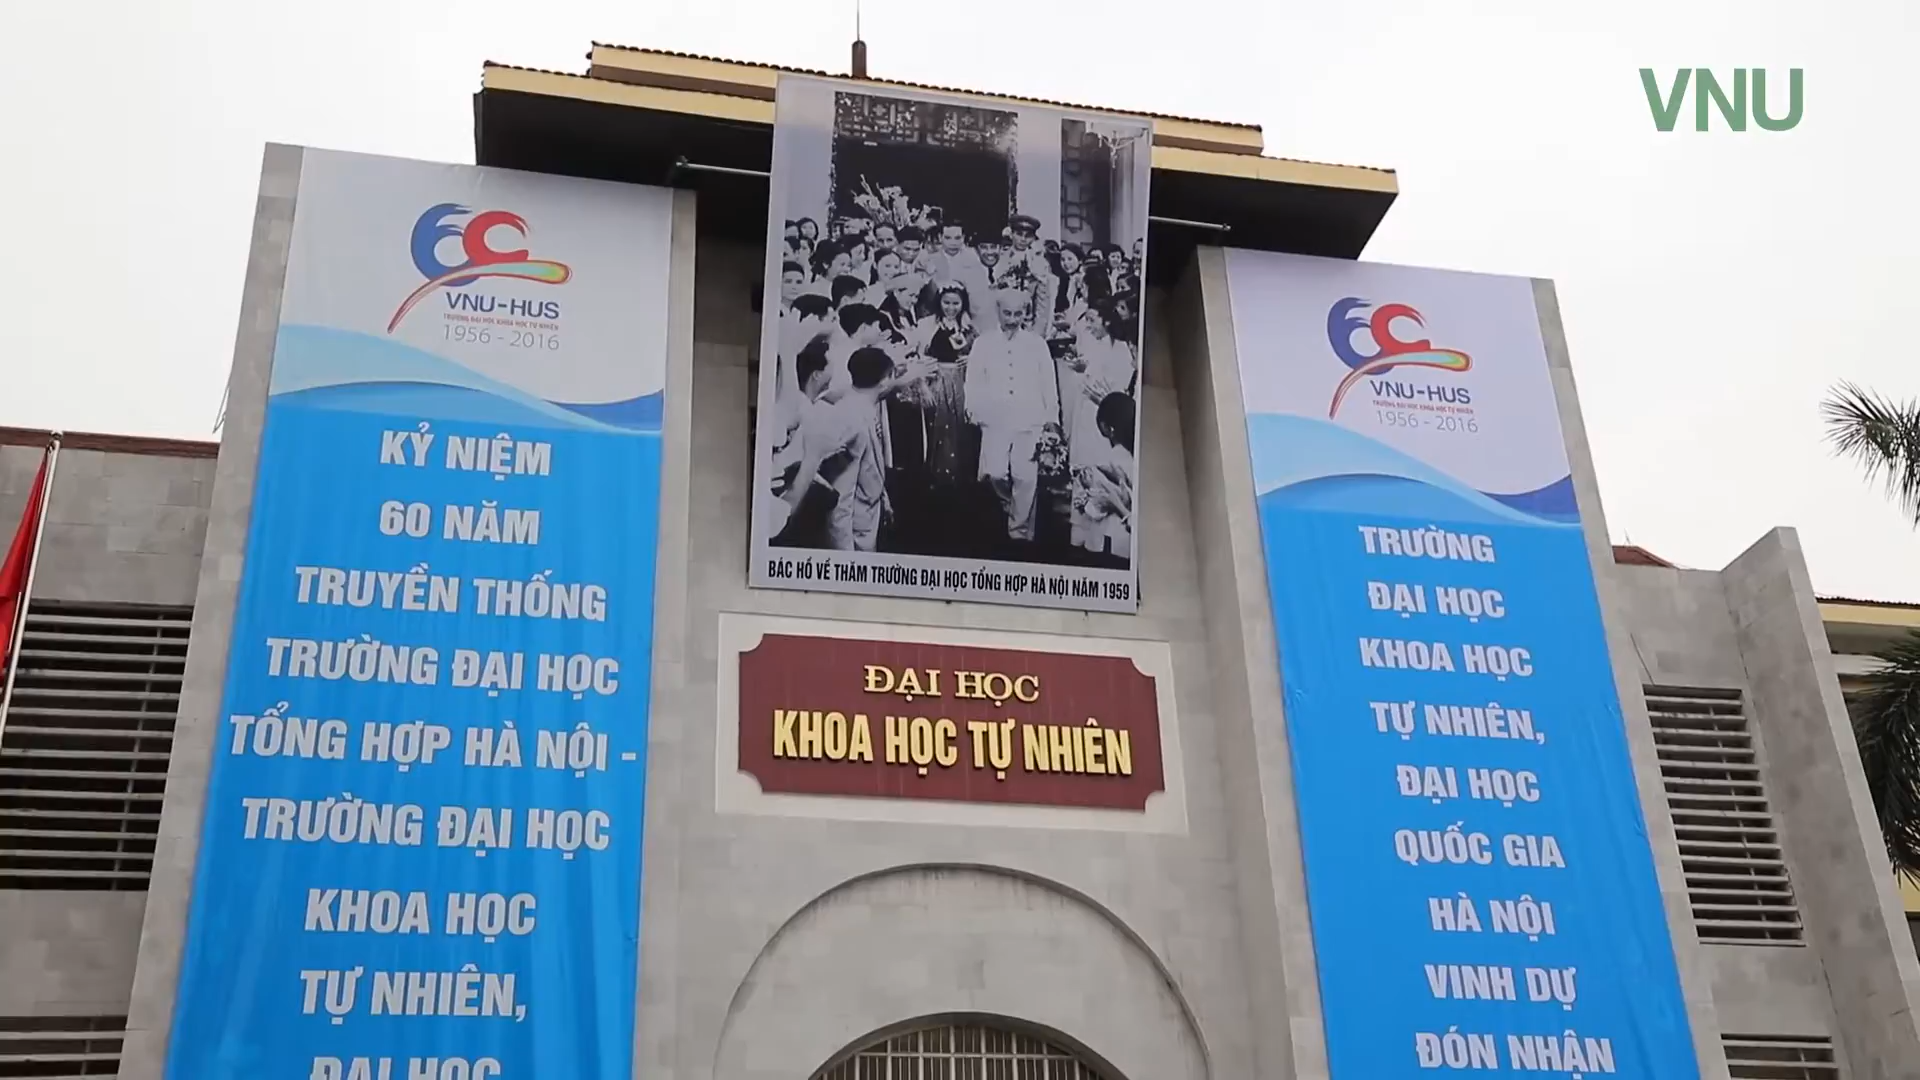 VNU
60
VNU-HUS
TRƯỜNG ĐẠI HỌC KHOA HỌC TỰ NHIÊN
1956 - 2016
KỶ NIỆM
60 NĂM
TRUYỀN THỐNG
TRƯỜNG ĐẠI HỌC
TỔNG HỢP HÀ NỘI -
TRƯỜNG ĐẠI HỌC
KHOA HỌC
TỰ NHIÊN,
ĐẠI HỌC
BÁC HỒ VỀ THĂM TRƯỜNG ĐẠI HỌC TỔNG HỢP HÀ NỘI NĂM 1959
ĐẠI HỌC
KHOA HỌC TỰ NHIÊN
60
VNU-HUS
TRƯỜNG ĐẠI HỌC KHOA HỌC TỰ NHIÊN
1956 - 2016
TRƯỜNG
ĐẠI HỌC
KHOA HỌC
TỰ NHIÊN,
ĐẠI HỌC
QUỐC GIA
HÀ NỘI
VINH DỰ
ĐÓN NHẬN